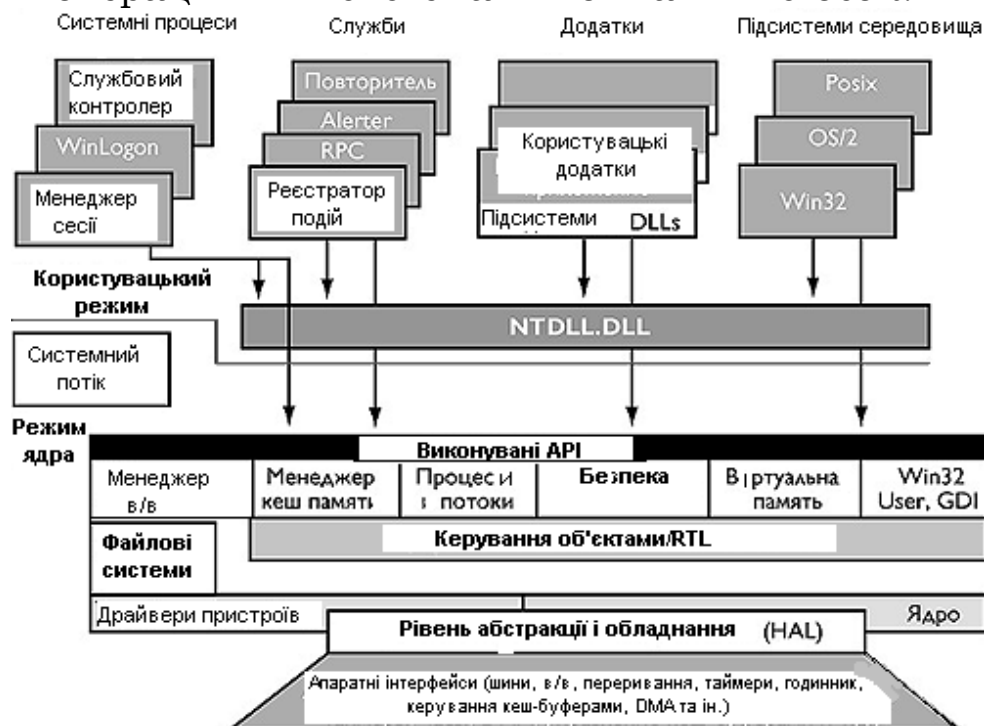 Системні процеси
Служби
Додатки
Підсистеми середовища
Службовий
контролер
WinLogon
Менеджер
сесії
Повторитель
Alerter
RPC
Реєстратор
подій
Користувацькі
додатки
Підсистеми DLLs
Posix
OS/2
Win32
Користувацький
режим
NTDLL.DLL
Системний
потік
Режим
ядра
Виконувані API
Менеджер
в/в
Менеджер
кеш память
Процеси
потоки
Безпека
Віртуальна
память
Win32
User, GDI
Керування об'єктами/RTL
Файлові
системи
Драйвери пристроїв
Ядро
Рівень абстракції і обладнання (HAL)
Апаратні інтерфейси (шини, в/в, переривання, таймери, годинник,
керування кеш-буферами, DMA та ін.)